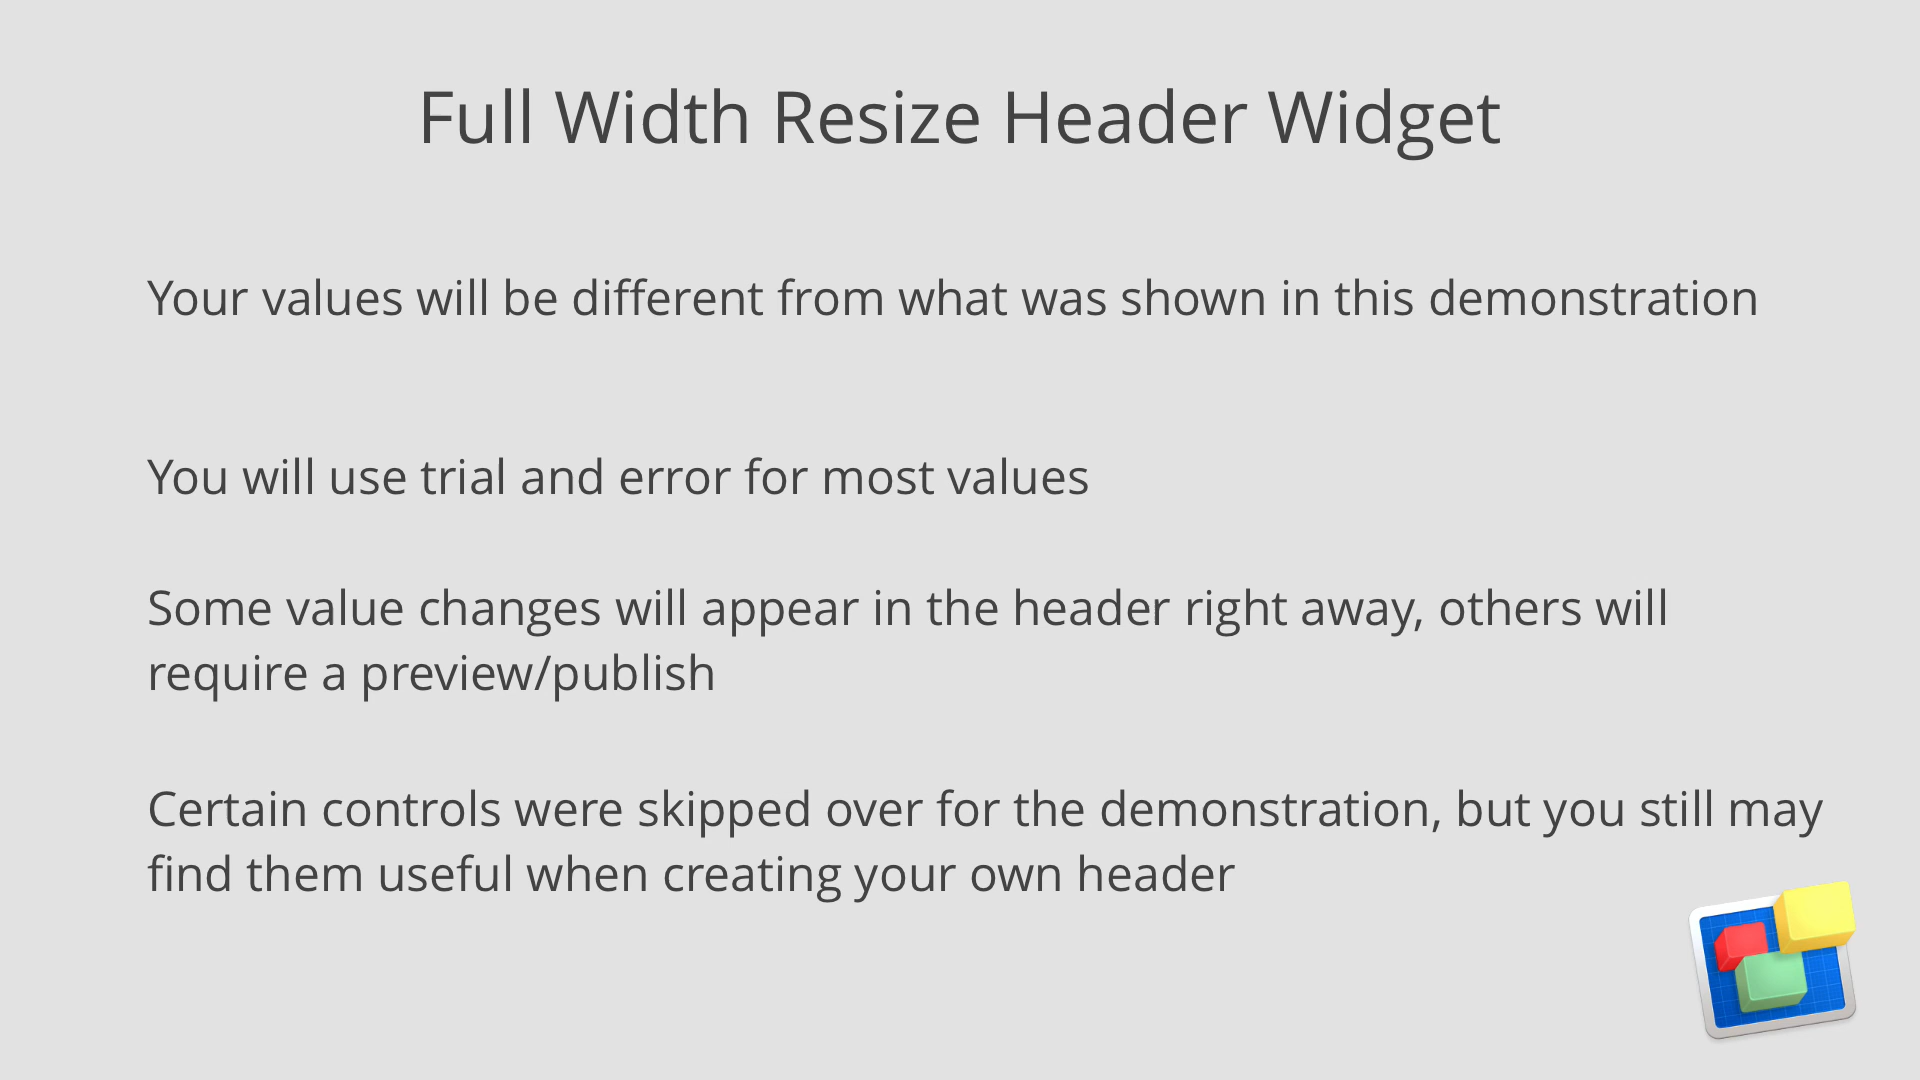 Full Width Resize Header Widget
Your values will be different from what was shown in this demonstration
You will use trial and error for most values
Some value changes will appear in the header right away, others will
require a preview/publish
Certain controls were skipped over for the demonstration, but you still may
find them useful when creating your own header